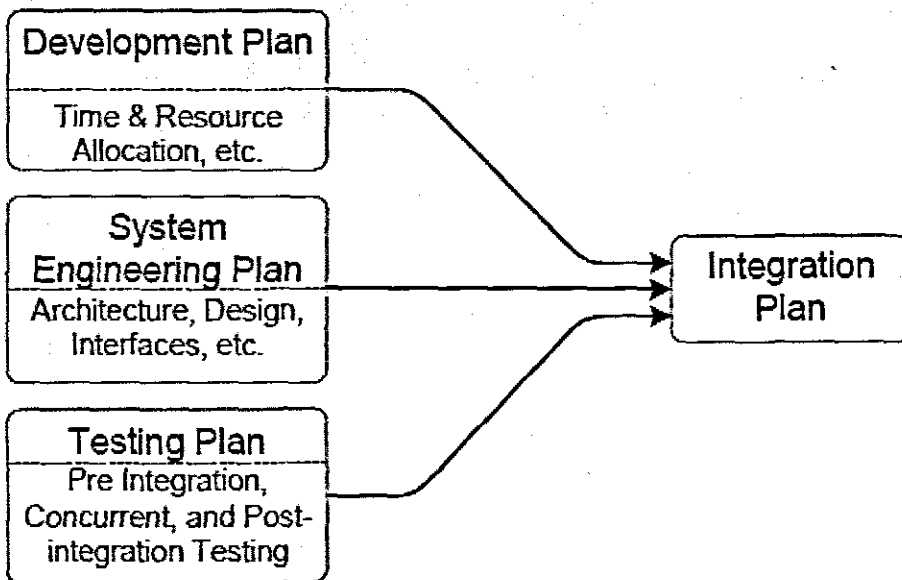 Development Plan
Time & Resource
Allocation, etc.
System
Engineering Plan
Architecture, Design,
Interfaces, etc.
Testing Plan
Pre Integration,
Concurrent, and Post-
integration Testing
Integration
Plan